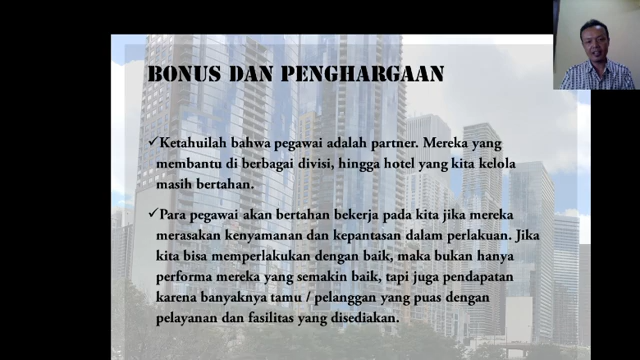 BONUS DAN PENGHARGAAN
✓Ketahuilah bahwa pegawai adalah partner. Mereka yang
membantu di berbagai divisi, hingga hotel yang kita kelola
masih bertahan.
✓Para pegawai akan bertahan bekerja pada kita jika mereka
merasakan kenyamanan dan kepantasan dalam perlakuan. Jika
kita bisa memperlakukan dengan baik, maka bukan hanya
performa mereka yang semakin baik, tapi juga pendapatan
karena banyaknya tamu / pelanggan yang puas dengan
pelayanan dan fasilitas yang disediakan.